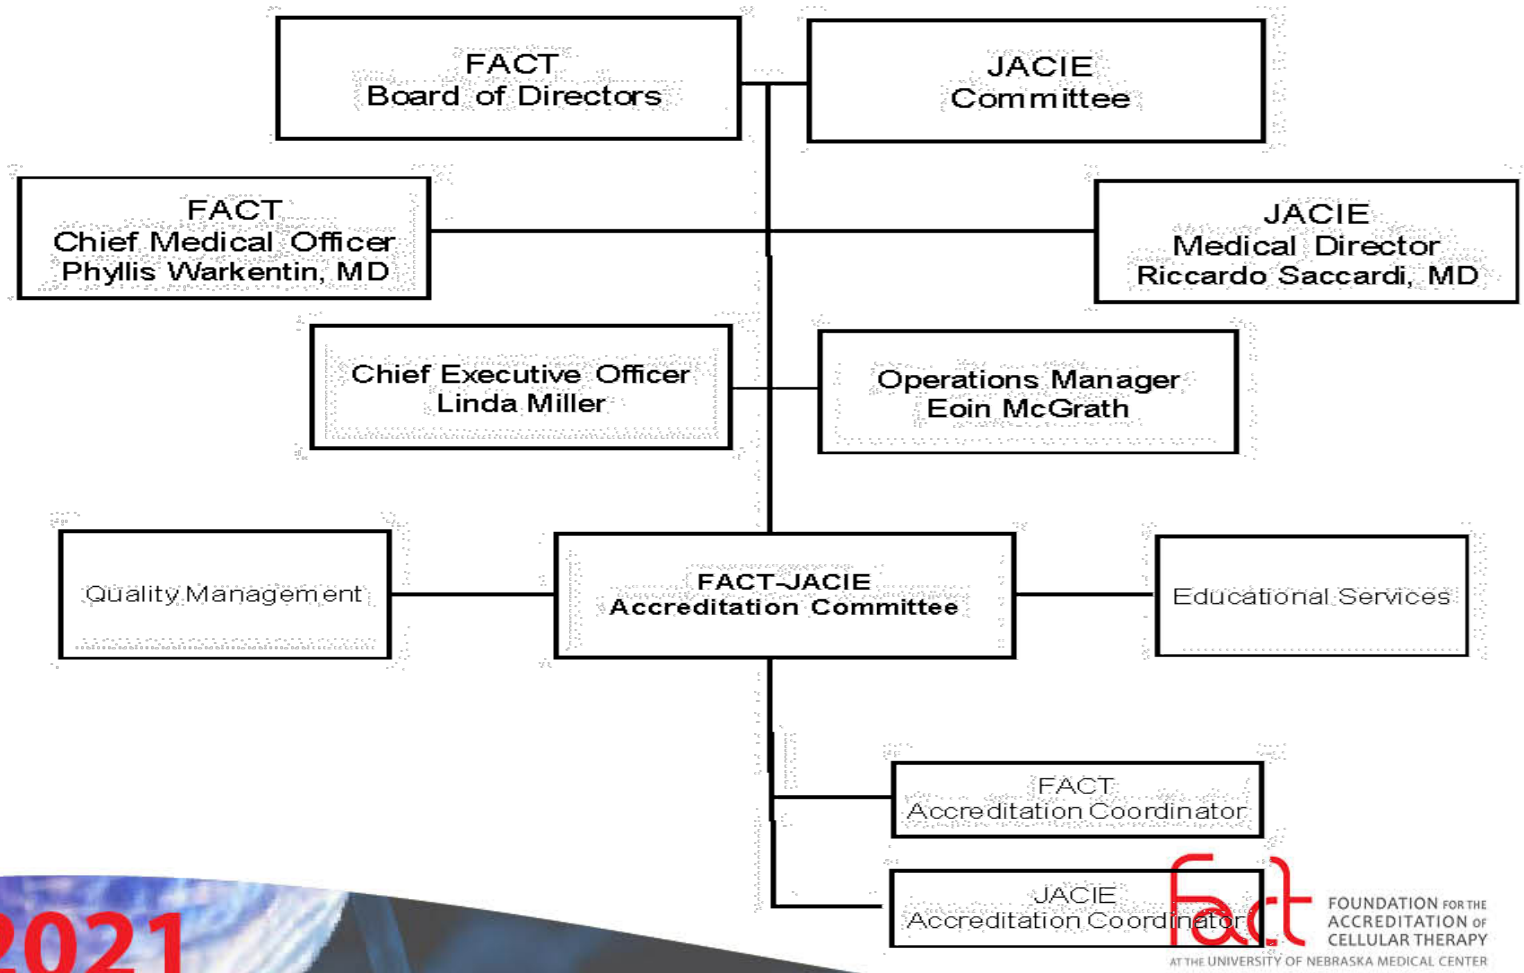 FACT
Board of Directors
JACIE
Committee
FACT
Chief Medical Officer
Phyllis Warkentin, MD
JACIE
Medical Director
Riccardo Saccardi, MD
Chief Executive Officer
Linda Miller
Operations Manager
Eoin McGrath
Quality Management
FACT-JACIE
Accreditation Committee
Educational Services
FACT
Accreditation Coordinator
JACIE
Accreditation Coordinator
2021
fact
FOUNDATION FOR THE
ACCREDITATION OF
CELLULAR THERAPY
AT THE UNIVERSITY OF NEBRASKA MEDICAL CENTER